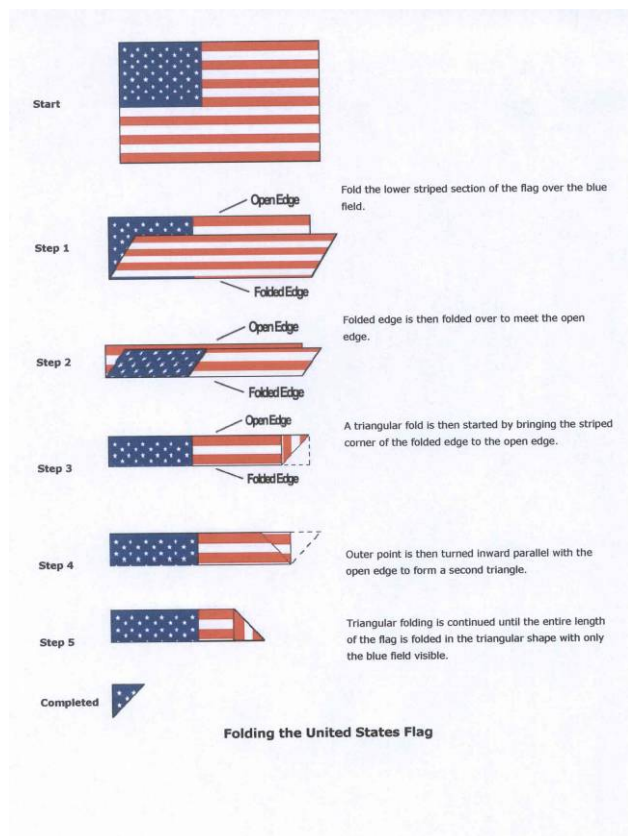 Start
Open Edge
Fold the lower striped section of the flag over the blue
field.
Step 1
Folded Edge
Open Edge
Folded edge is then folded over to meet the open
edge.
Step 2
Folded Edge
Open Edge
A triangular fold is then started by bringing the striped
corner of the folded edge to the open edge.
Step 3
Folded Edge
Step 4
Outer point is then turned inward parallel with the
open edge to form a second triangle.
Step 5
Triangular folding is continued until the entire length
of the flag is folded in the triangular shape with only
the blue field visible.
Completed
Folding the United States Flag